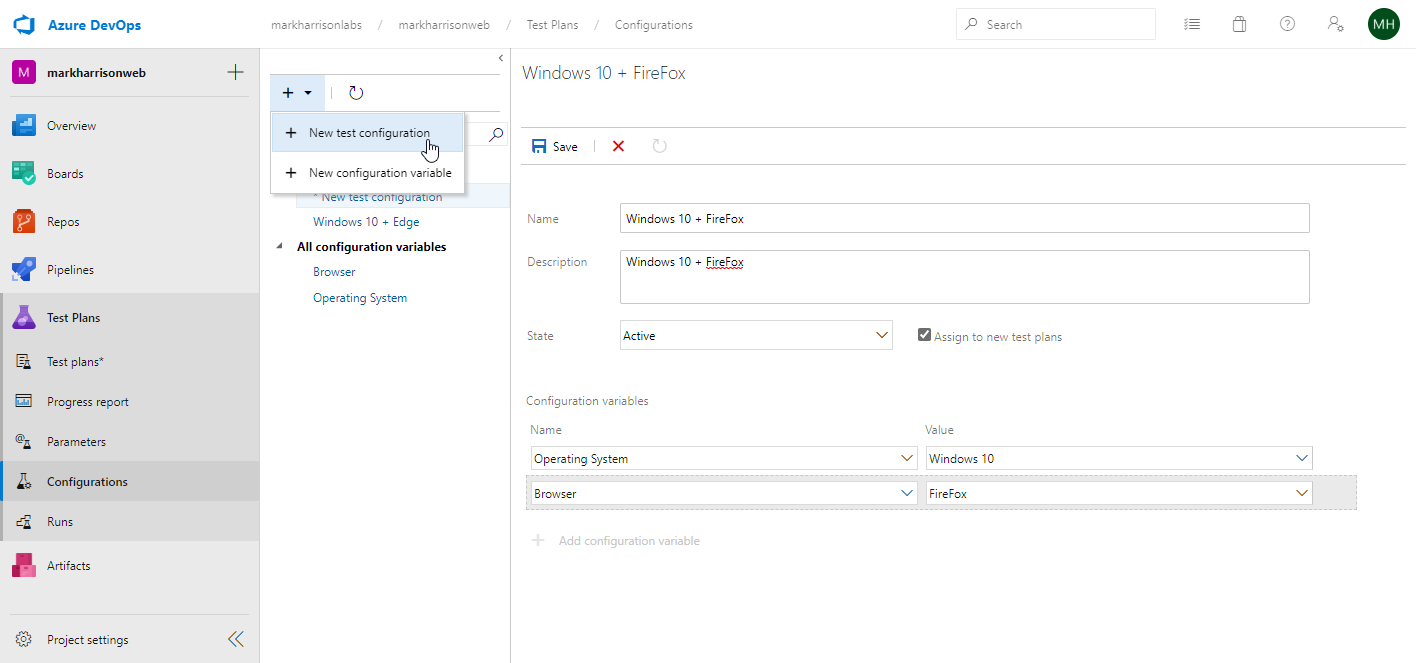 Azure DevOps
markharrisonlabs / markharrisonweb / Test Plans / Configurations
Search
MH
M markharrisonweb
Overview
Boards
Repos
Pipelines
Test Plans
Test plans*
Progress report
Parameters
Configurations
Runs
Artifacts
Project settings
New test configuration
New configuration variable
* New test configuration
Windows 10 + Edge
All configuration variables
Browser
Operating System
Windows 10 + FireFox
Save
Name Windows 10 + FireFox
Description Windows 10 + FireFox
State Active Assign to new test plans
Configuration variables
Name Value
Operating System Windows 10
Browser FireFox
Add configuration variable